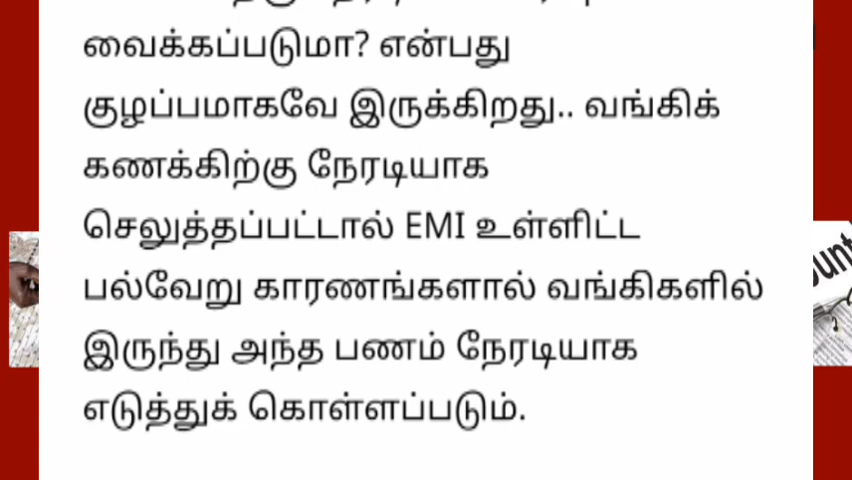 வைக்கப்படுமா? என்பது
குழப்பமாகவே இருக்கிறது.. வங்கிக்
கணக்கிற்கு நேரடியாக
செலுத்தப்பட்டால் EMI உள்ளிட்ட
பல்வேறு காரணங்களால் வங்கிகளில்
இருந்து அந்த பணம் நேரடியாக
எடுத்துக் கொள்ளப்படும்.